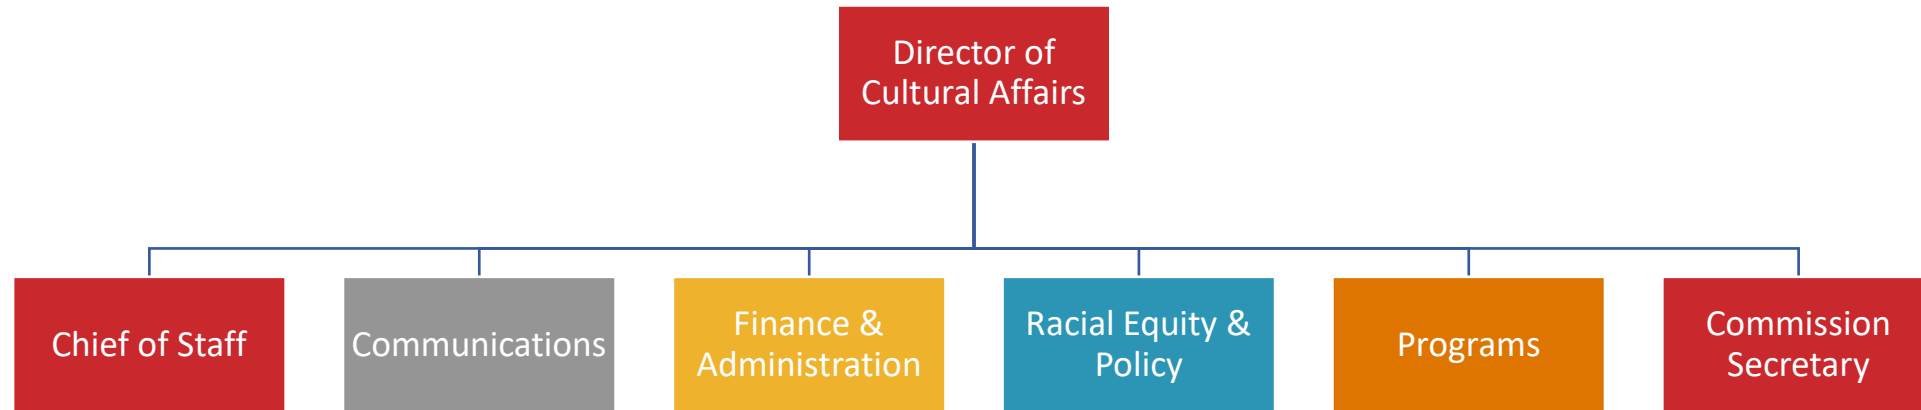 Director of
Cultural Affairs
Chief of Staff
Communications
Finance &
Administration
Racial Equity &
Policy
Programs
Commission
Secretary